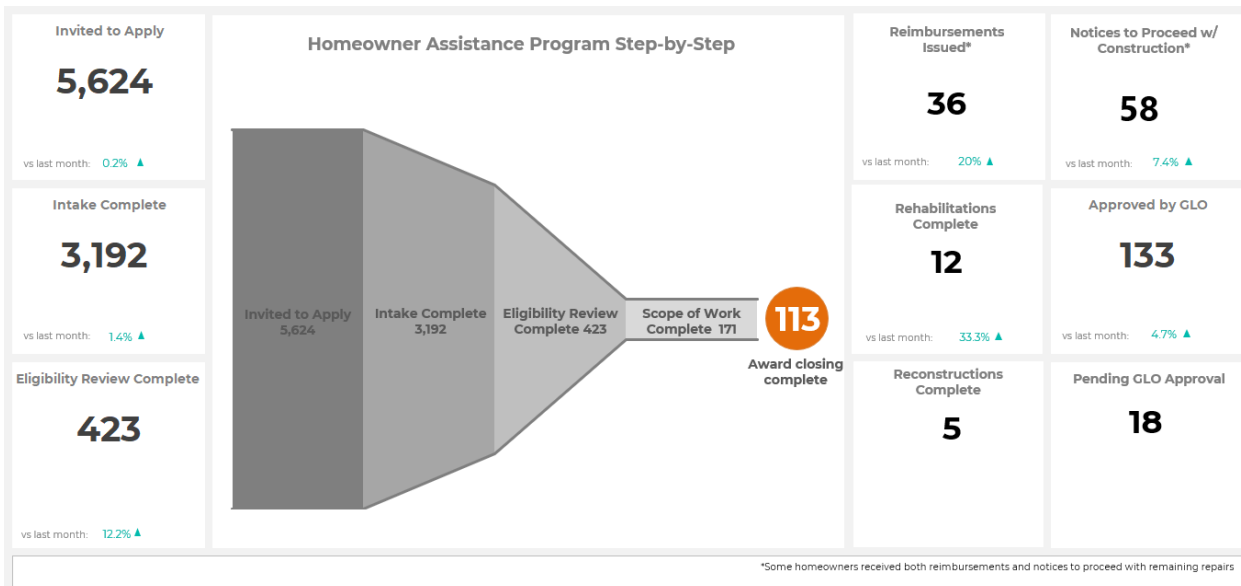 Invited to Apply
5,624
vs last month: 0.2% ▲
Intake Complete
3,192
vs last month: 1.4% ▲
Eligibility Review Complete
423
vs last month: 12.2% ▲
Homeowner Assistance Program Step-by-Step
Invited to Apply
5,624
Intake Complete
3,192
Eligibility Review
Complete 423
Scope of Work
Complete 171
113
Award closing
complete
Reimbursements
Issued*
36
vs last month: 20% ▲
Notices to Proceed w/
Construction*
58
vs last month: 7.4% ▲
Rehabilitations
Complete
12
vs last month: 33.3% ▲
Approved by GLO
133
vs last month: 4.7% ▲
Reconstructions
Complete
5
Pending GLO Approval
18
*Some homeowners received both reimbursements and notices to proceed with remaining repairs